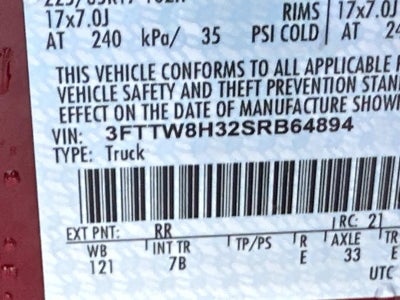 17x7.0J RIMS 17x7.0J
AT 240 kPa/ 35 PSI COLD AT
THIS VEHICLE CONFORMS TO ALL APPLICABLE
VEHICLE SAFETY AND THEFT PREVENTION STAN
EFFECT ON THE DATE OF MANUFACTURE SHOW
VIN: 3FTTW8H32SRB64894
TYPE: Truck
EXT PNT: RR RC: 21
WB INT TR TP/PS R AXLE TR
121 7B E 33 E
UTC